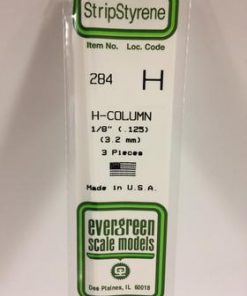 StripStyrene
Item No. Loc. Code
284 H
H-COLUMN
1/8" (.125)
(3.2 mm)
3 Pieces
Made in U.S.A.
evergreen
scale models
Des Plaines, IL 60018